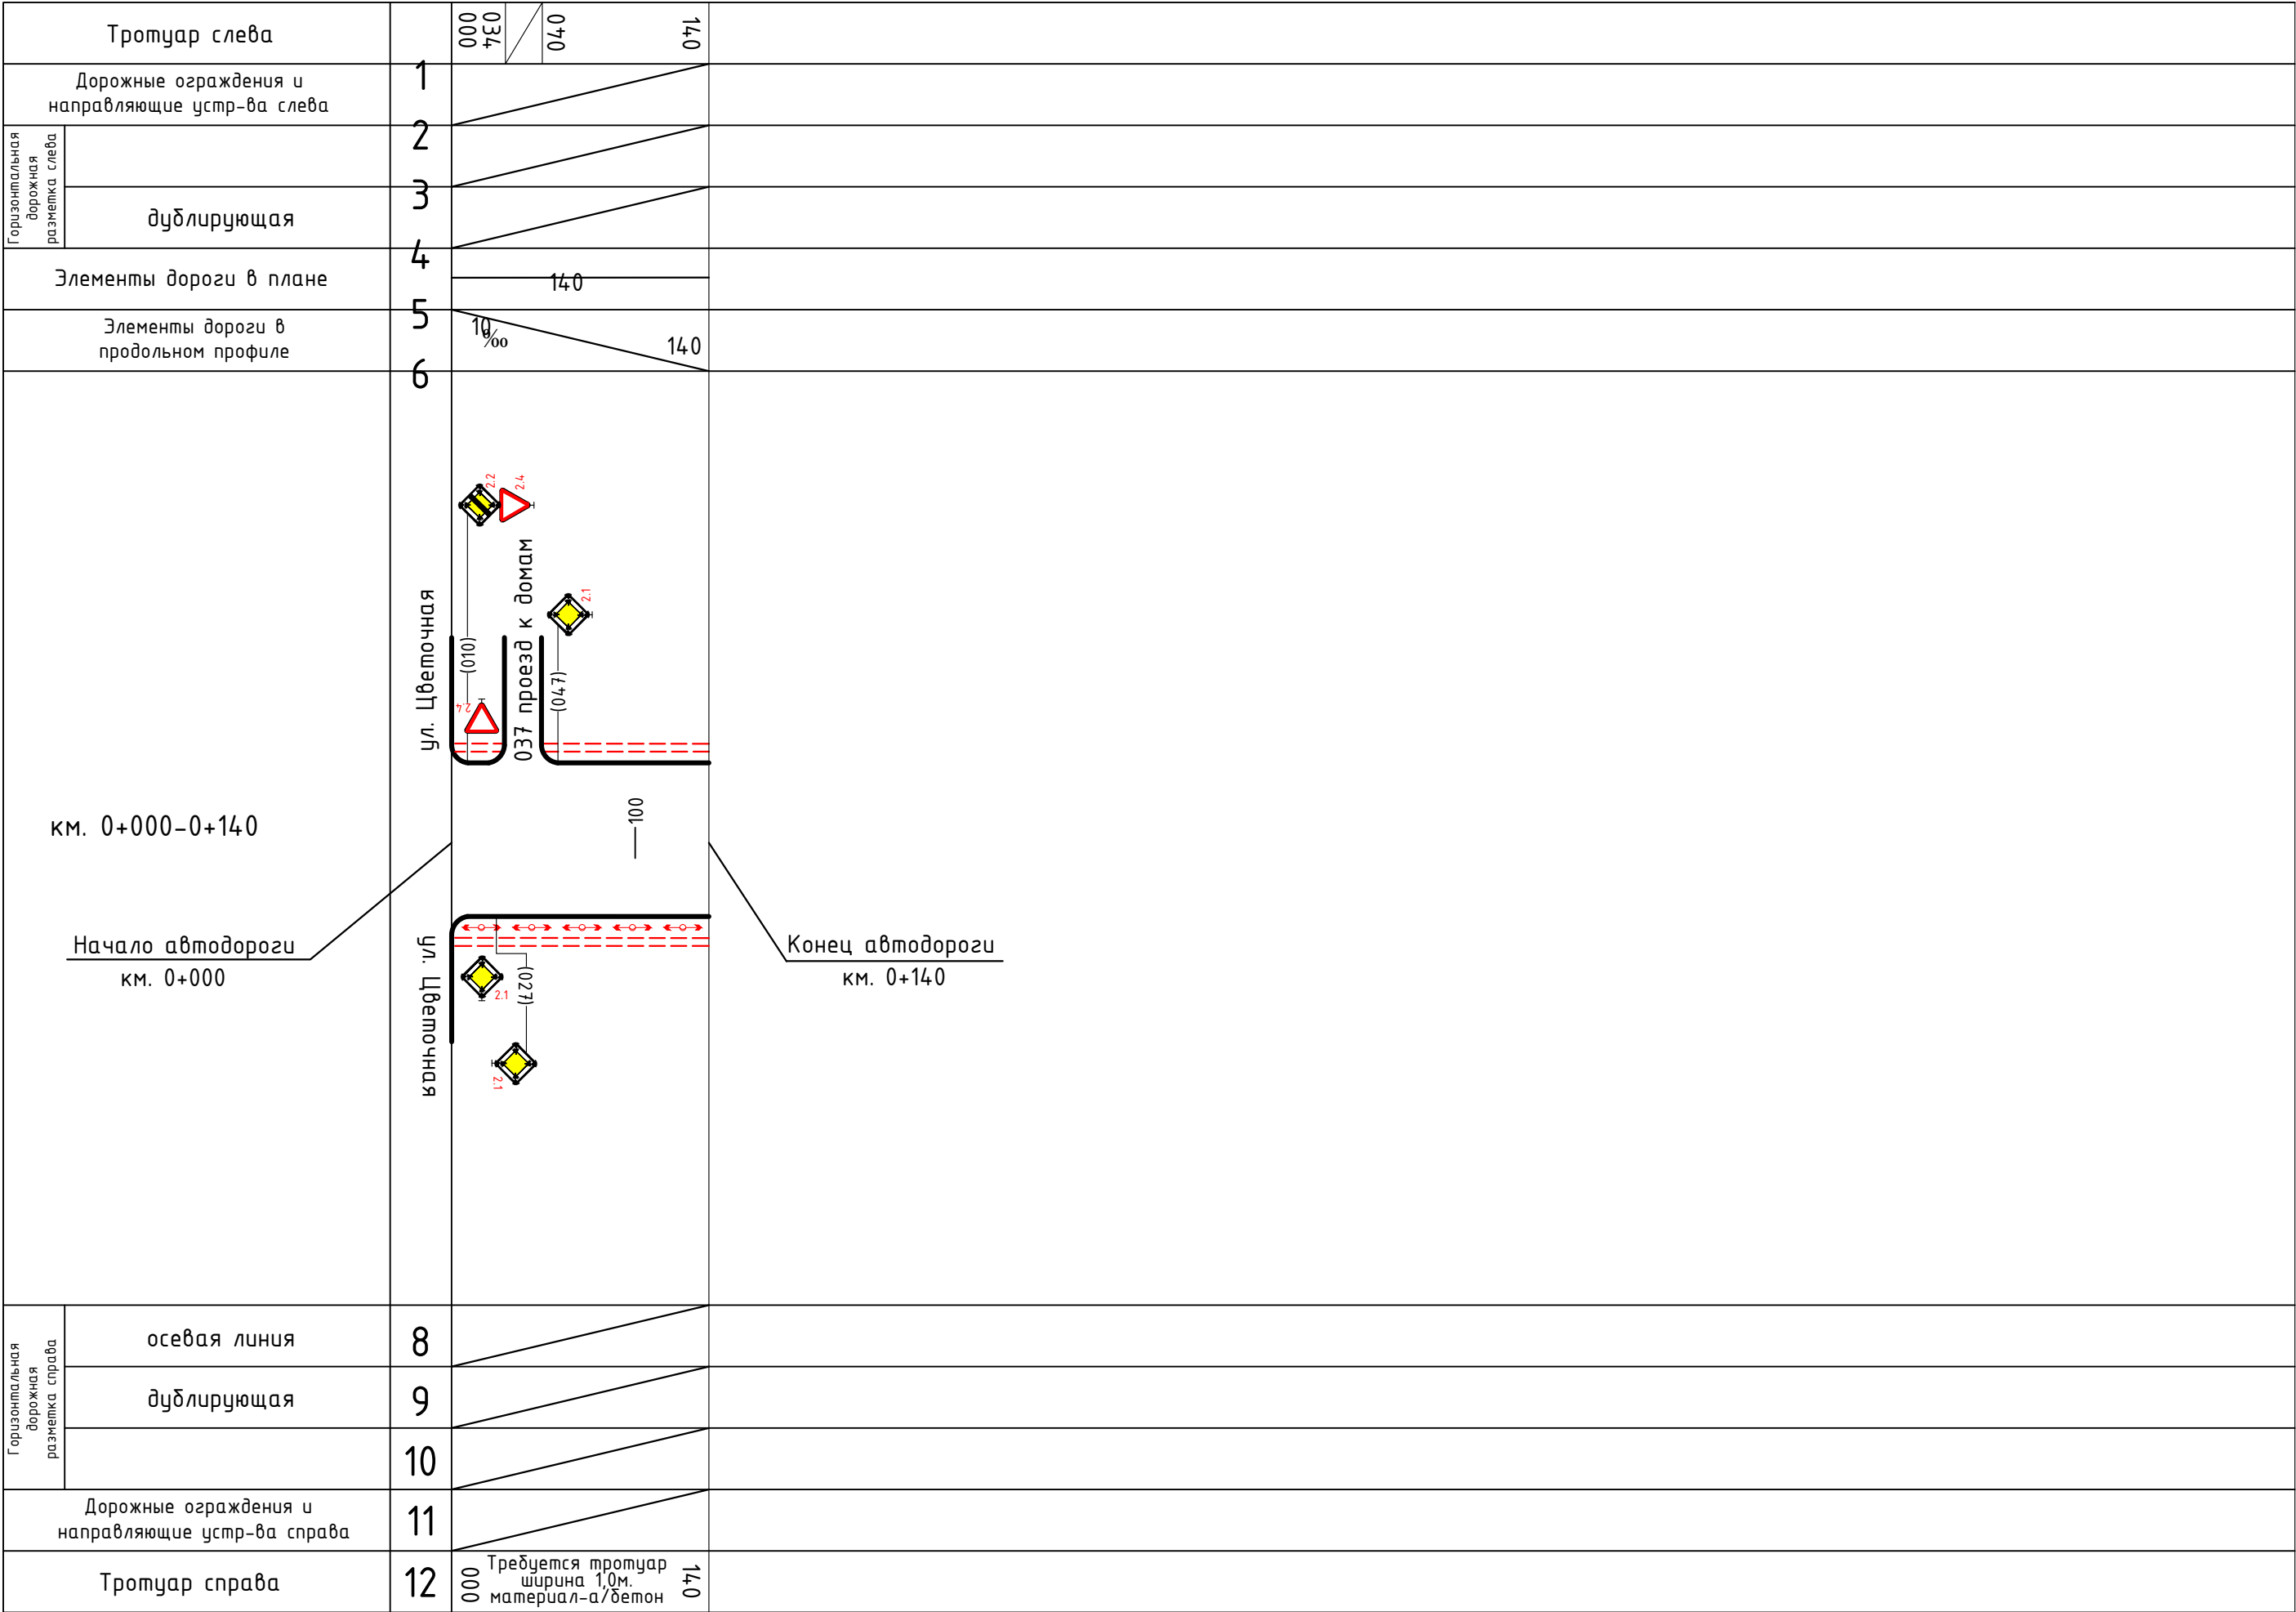 Тротуар слева
000
034
040
140
1
Дорожные ограждения и
направляющие устр-ва слева
2
Горизонтальная
дорожная
разметка слева
3
дублирующая
4
Элементы дороги в плане
140
5
Элементы дороги в
продольном профиле
10
‰
140
6
2.2
2.4
2.1
ул. Цветочная
(010)
037 проезд к домам
(047)
2.4
100
км. 0+000-0+140
Начало автодороги
км. 0+000
Конец автодороги
км. 0+140
ул. Цветочная
2.1
(027)
2.1
Горизонтальная
дорожная
разметка справа
осевая линия
8
дублирующая
9
10
Дорожные ограждения и
направляющие устр-ва справа
11
Тротуар справа
12
000
Требуется тротуар
ширина 1,0м.
материал-а/бетон
140